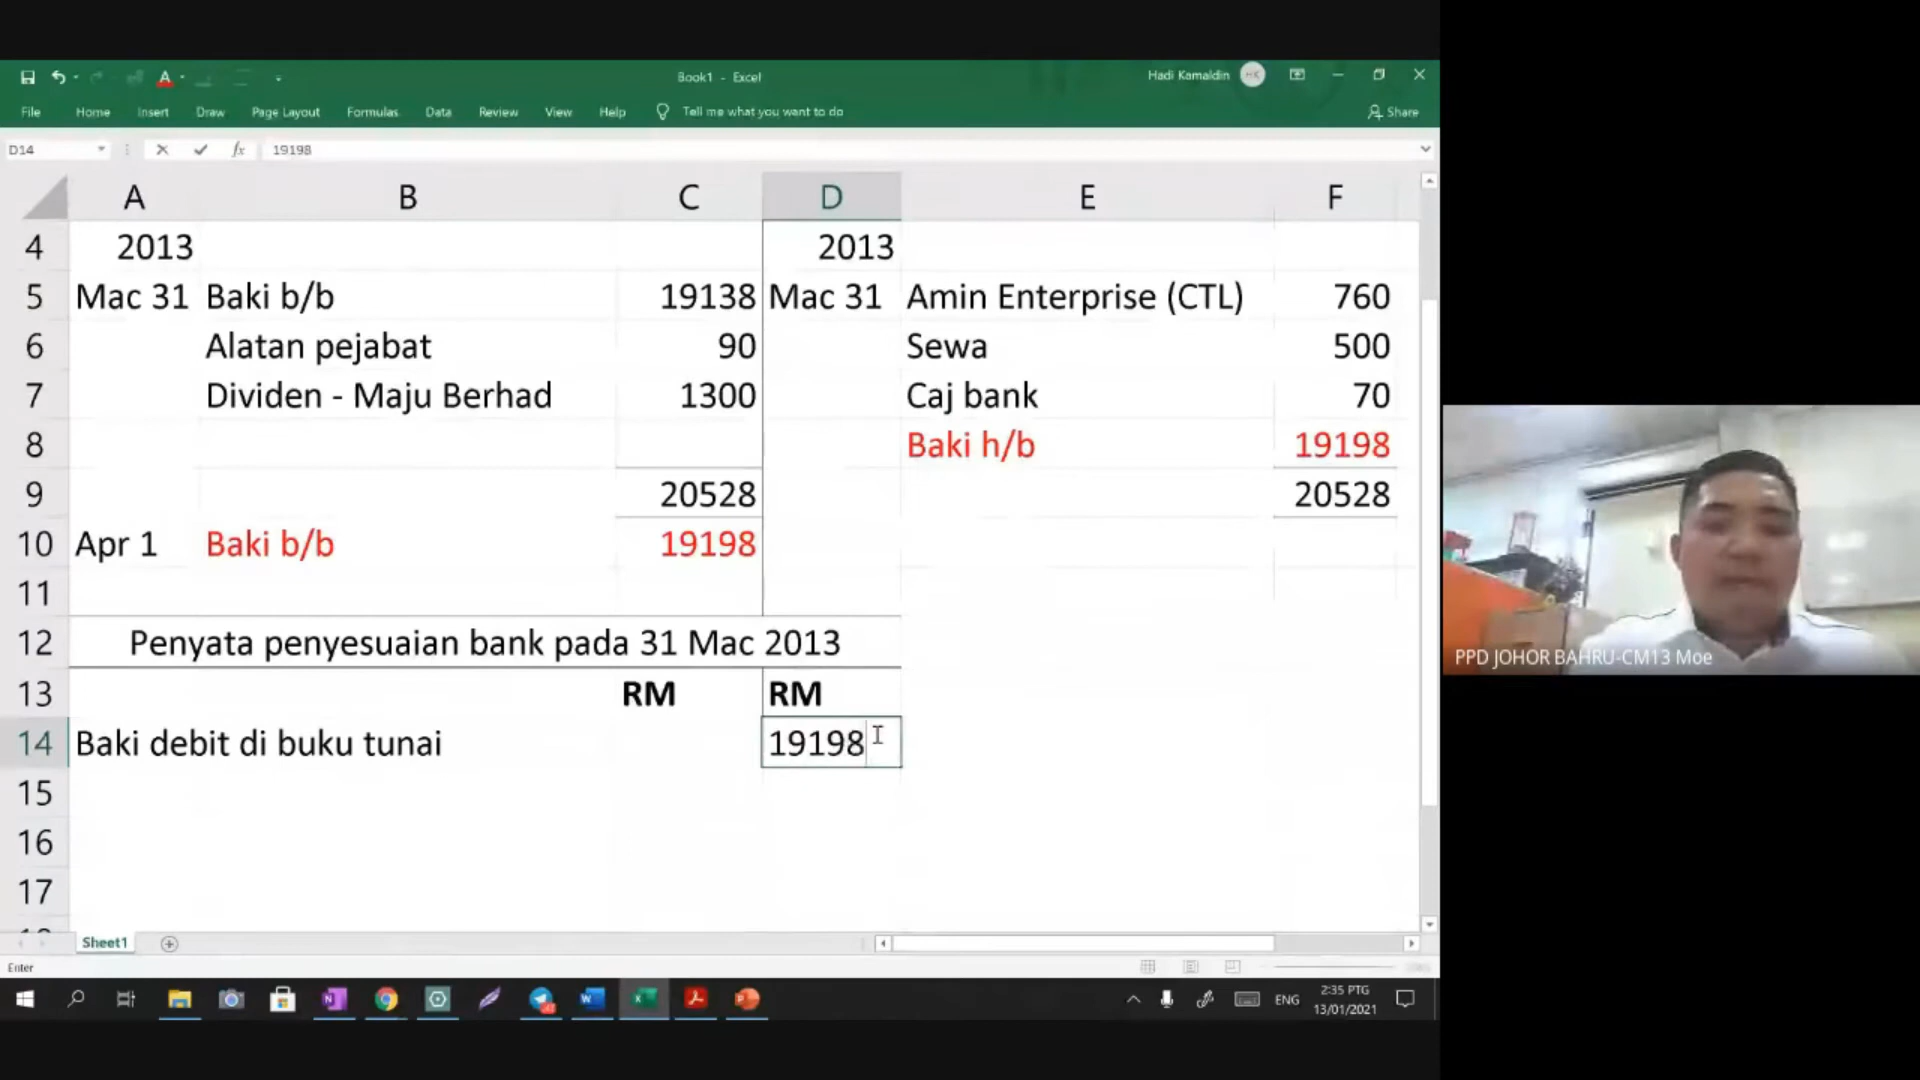 Book1 - Excel
Hadi Kamaldin HK
File Home Insert Draw Page Layout Formulas Data Review View Help Tell me what you want to do Share
D14 fx 19198
A B C D E F
4 2013 2013
5 Mac 31 Baki b/b 19138 Mac 31 Amin Enterprise (CTL) 760
6 Alatan pejabat 90 Sewa 500
7 Dividen - Maju Berhad 1300 Caj bank 70
8 Baki h/b 19198
9 20528 20528
10 Apr 1 Baki b/b 19198
11
12 Penyata penyesuaian bank pada 31 Mac 2013
13 RM RM
14 Baki debit di buku tunai 19198
15
16
17
Sheet1
Enter
ENG 2:35 PTG
13/01/2021
PPD JOHOR BAHRU-CM13 Moe